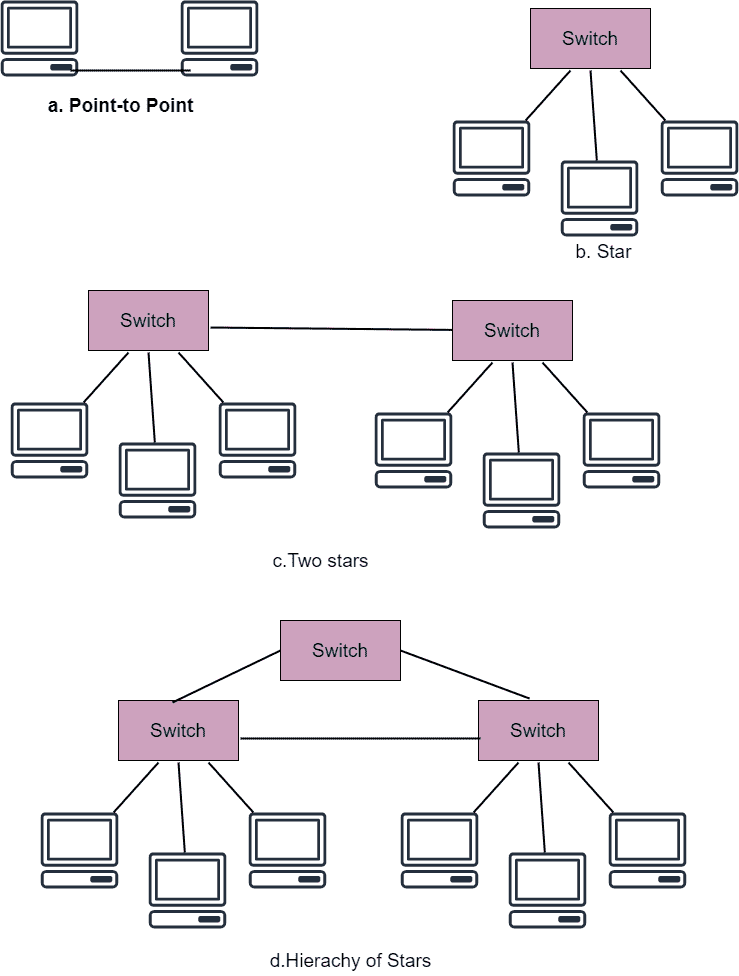 a. Point-to Point
Switch
b. Star
Switch
Switch
c.Two stars
Switch
Switch
Switch
d.Hierachy of Stars